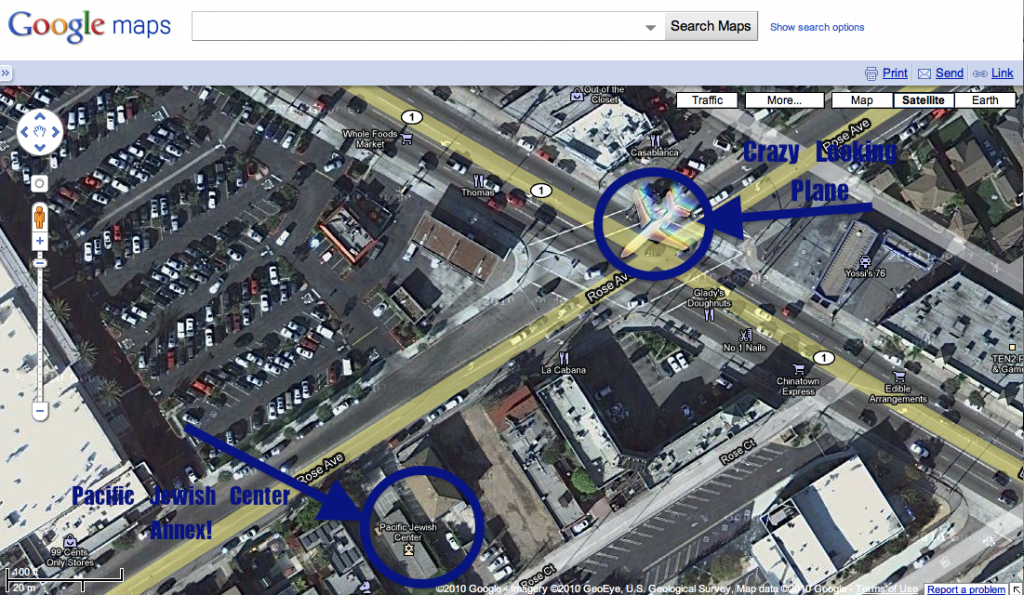 Google maps
Search Maps
Show search options
Print
Send
Link
Traffic
More...
Map
Satellite
Earth
Out of the
Closet
1
Whole Foods
Market
Casablanca
Rose Ave
Crazy Looking
Plane
Thomas
1
Yossi's 76
Rose Av
Glady's
Doughnuts
No 1 Nails
La Cabana
1
Chinatown
Express
Edible
Arrangements
TEN2
& Game
Rose Ct
Rose Ave
Pacific Jewish Center
Annex!
Pacific Jewish
Center
99 Cents
Only Stores
100 ft
20 m
Rose Ct
©2010 Google - Imagery ©2010 GeoEye, U.S. Geological Survey, Map data ©2010 Google - Terms of Use
Report a problem